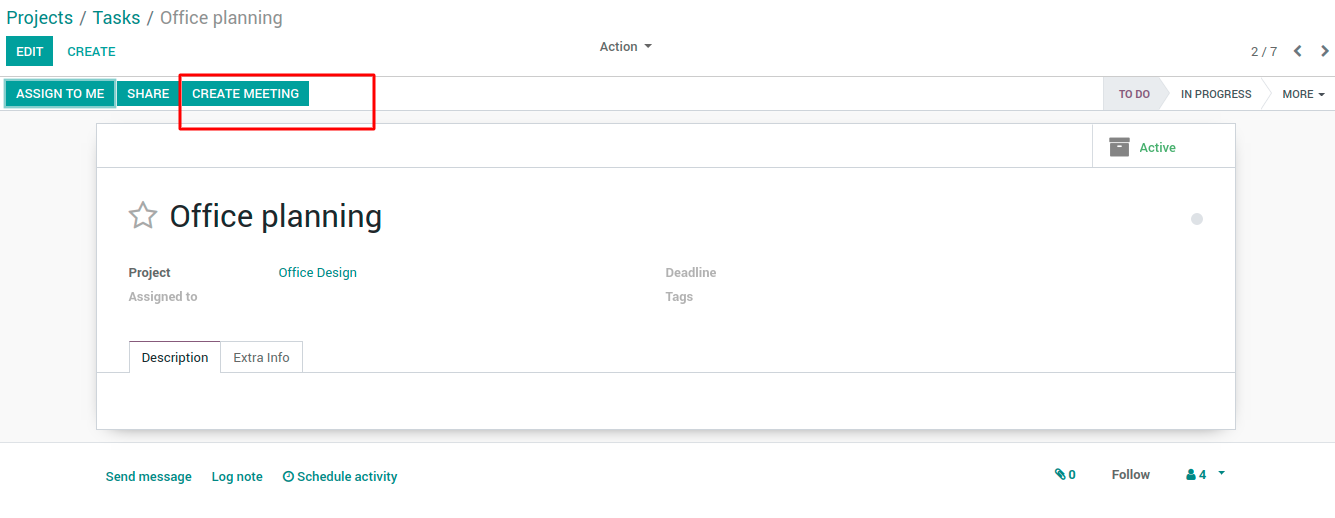 Projects / Tasks / Office planning
EDIT CREATE Action 2 / 7
ASSIGN TO ME SHARE CREATE MEETING TO DO IN PROGRESS MORE
Active
Office planning
Project Office Design Deadline
Assigned to Tags
Description Extra Info
Send message Log note Schedule activity 0 Follow 4